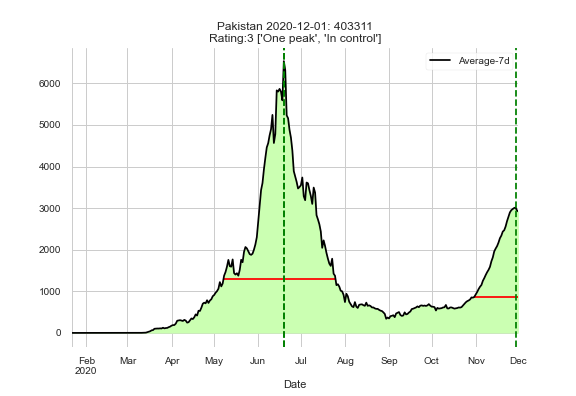 Pakistan 2020-12-01: 403311
Rating:3 ['One peak', 'In control']
Average-7d
6000
5000
4000
3000
2000
1000
0
Feb Mar Apr May Jun Jul Aug Sep Oct Nov Dec
2020
Date